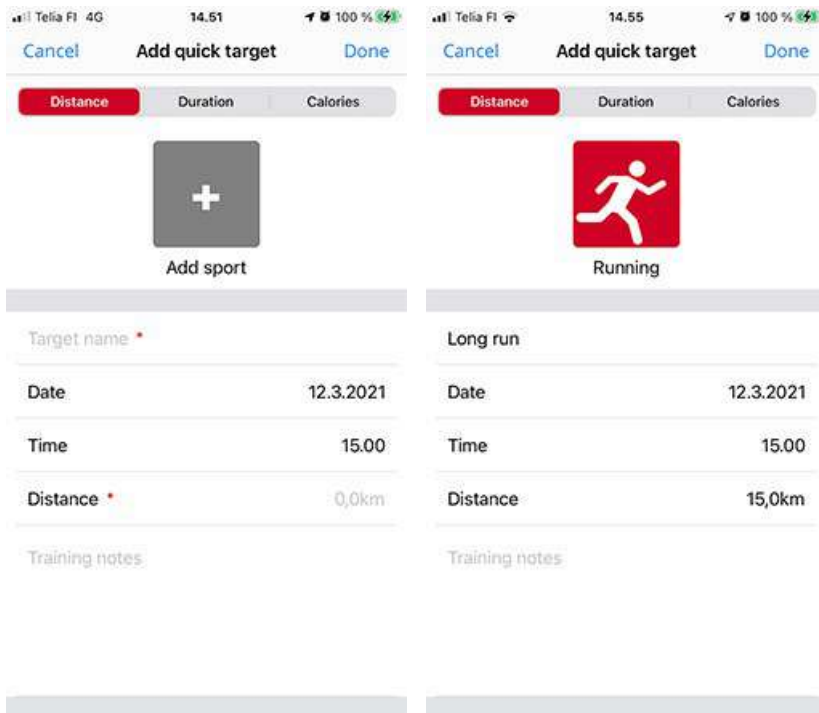 Telia FI 4G 14.51 100 %
Cancel Add quick target Done
Distance Duration Calories
+
Add sport
Target name *
Date 12.3.2021
Time 15.00
Distance * 0,0km
Training notes
Telia FI 14.55 100 %
Cancel Add quick target Done
Distance Duration Calories
Running
Long run
Date 12.3.2021
Time 15.00
Distance 15,0km
Training notes